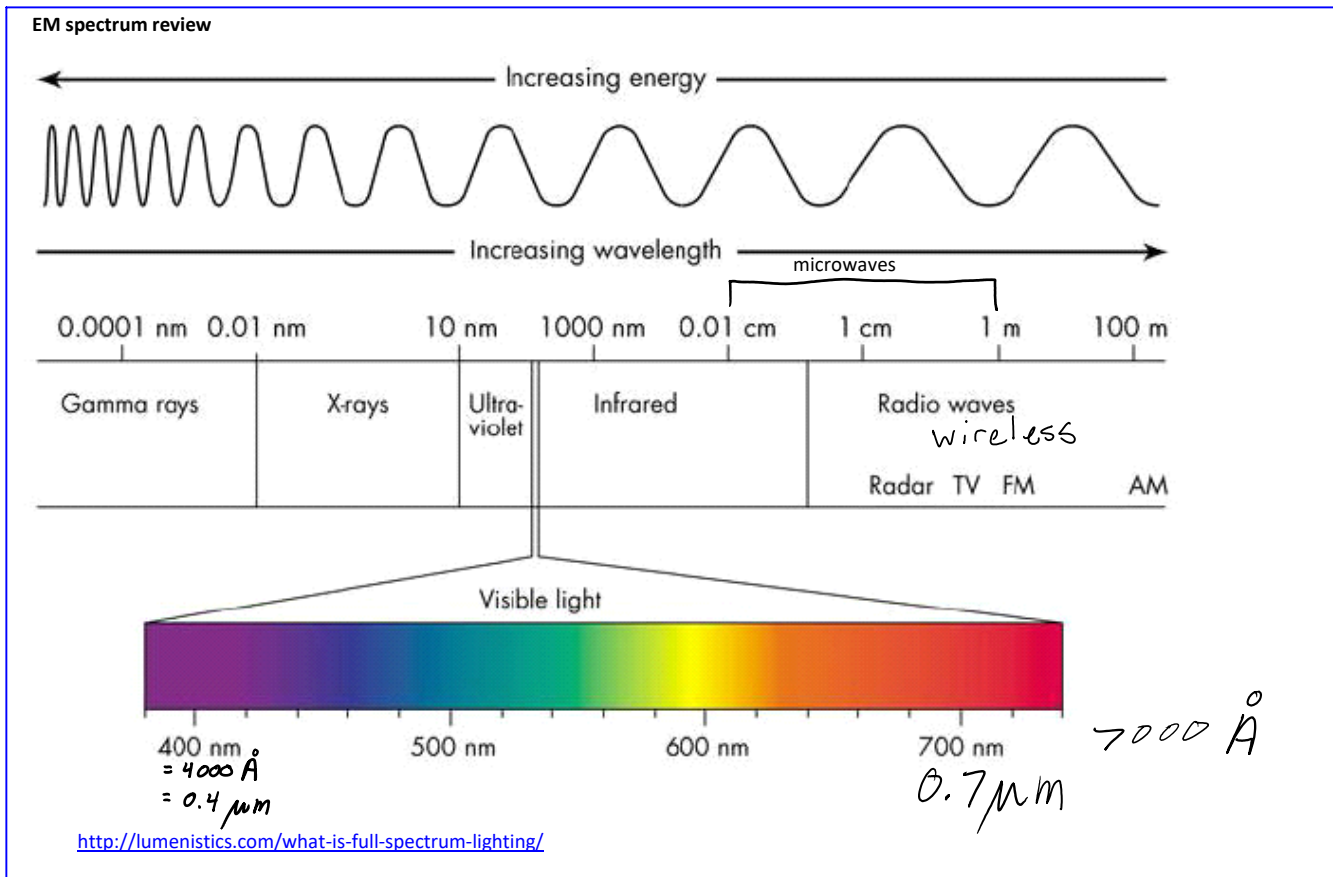 EM spectrum review
Increasing energy
Increasing wavelength
microwaves
0.0001 nm 0.01 nm 10 nm 1000 nm 0.01 cm 1 cm 1 m 100 m
Gamma rays X-rays Ultra-violet Infrared Radio waves
wireless
Radar TV FM AM
Visible light
400 nm 500 nm 600 nm 700 nm 7000 Å
= 4000 Å
= 0.4 μm
0.7 μm
http://lumenistics.com/what-is-full-spectrum-lighting/